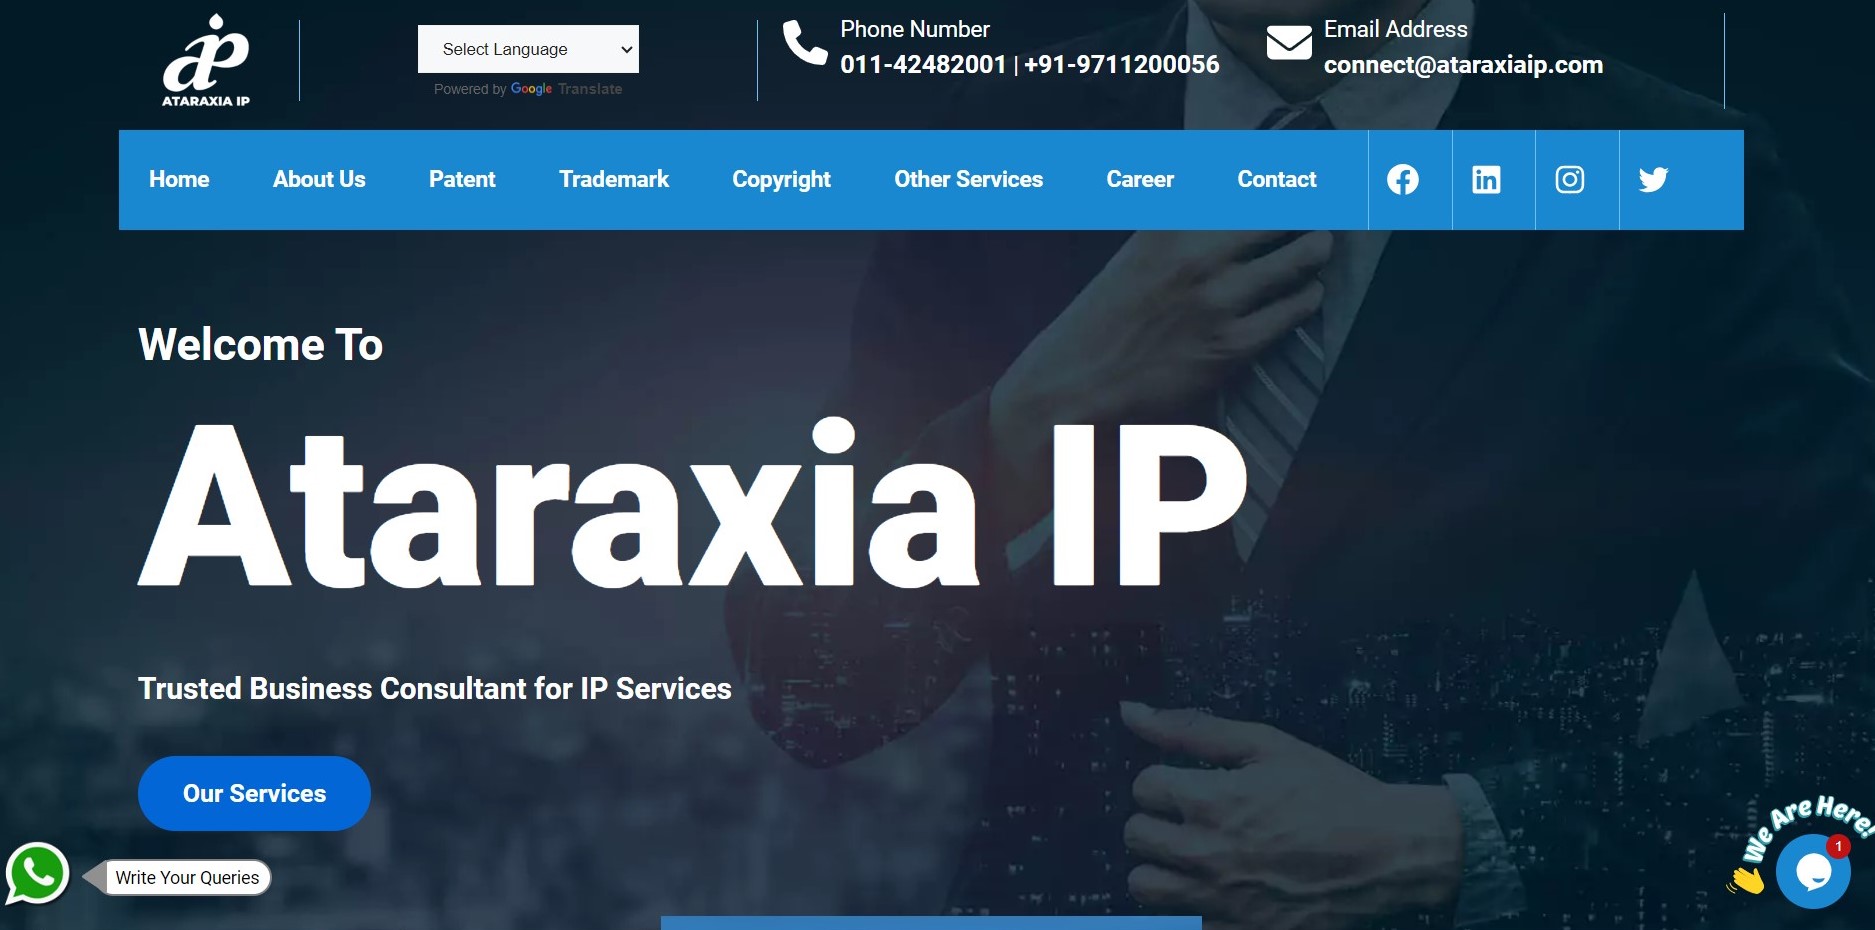 ATARAXIA IP
Select Language
Powered by Google Translate
Phone Number
011-42482001 | +91-9711200056
Email Address
connect@ataraxiaip.com
Home About Us Patent Trademark Copyright Other Services Career Contact
Welcome To
Ataraxia IP
Trusted Business Consultant for IP Services
Our Services
Write Your Queries
We Are Here!
1